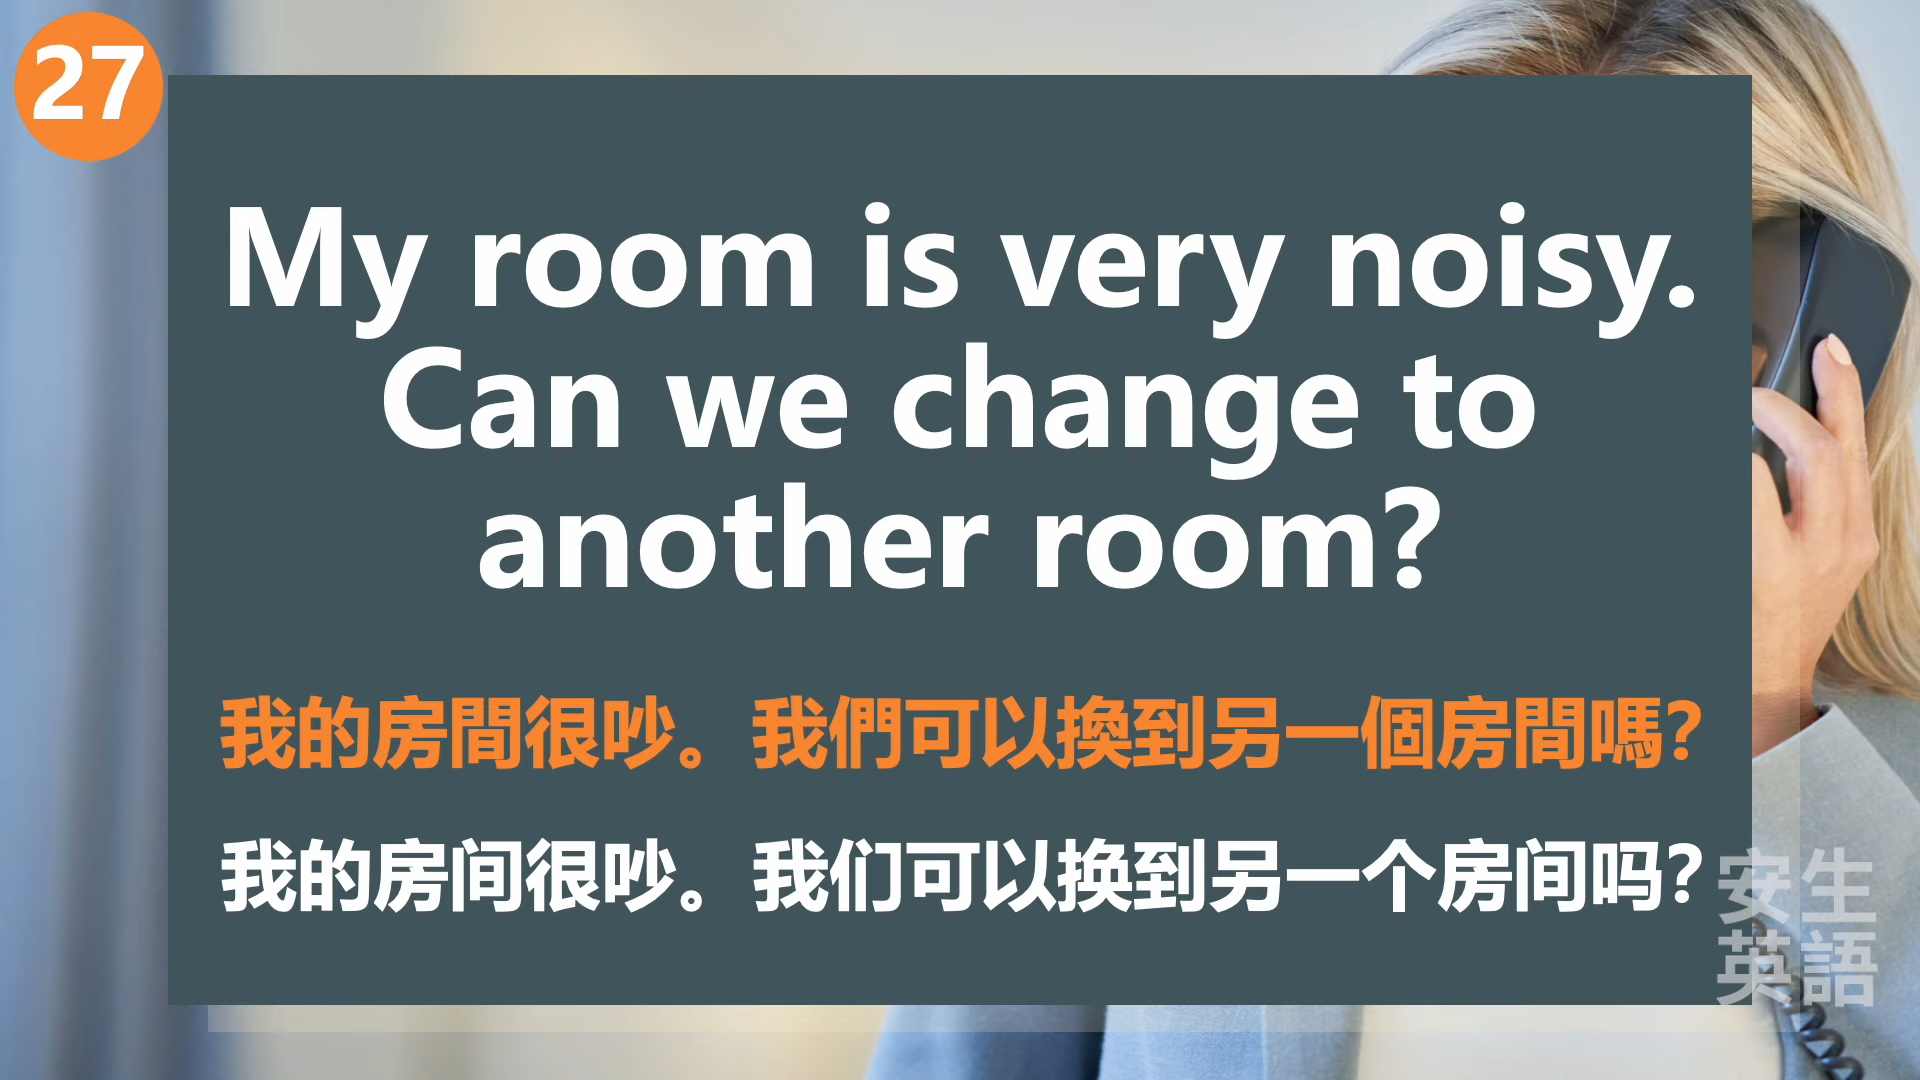 27
My room is very noisy.
Can we change to
another room?
我的房間很吵。我們可以換到另一個房間嗎?
我的房间很吵。我们可以换到另一个房间吗?
安生
英語